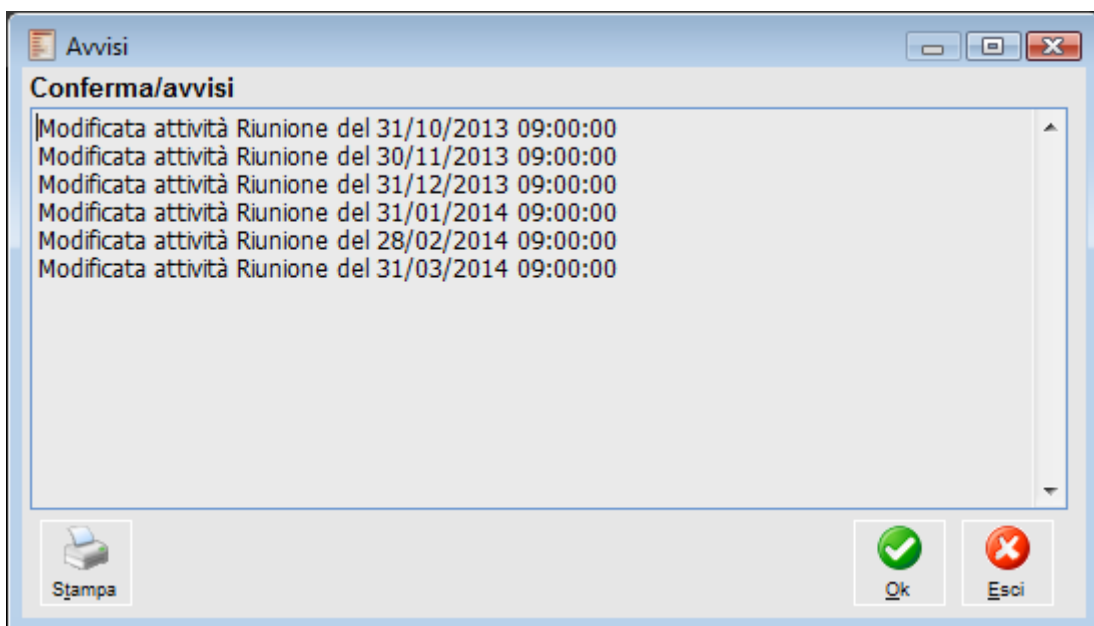 Avvisi
Conferma/avvisi
Modificata attività Riunione del 31/10/2013 09:00:00
Modificata attività Riunione del 30/11/2013 09:00:00
Modificata attività Riunione del 31/12/2013 09:00:00
Modificata attività Riunione del 31/01/2014 09:00:00
Modificata attività Riunione del 28/02/2014 09:00:00
Modificata attività Riunione del 31/03/2014 09:00:00
Stampa
Ok
Esci